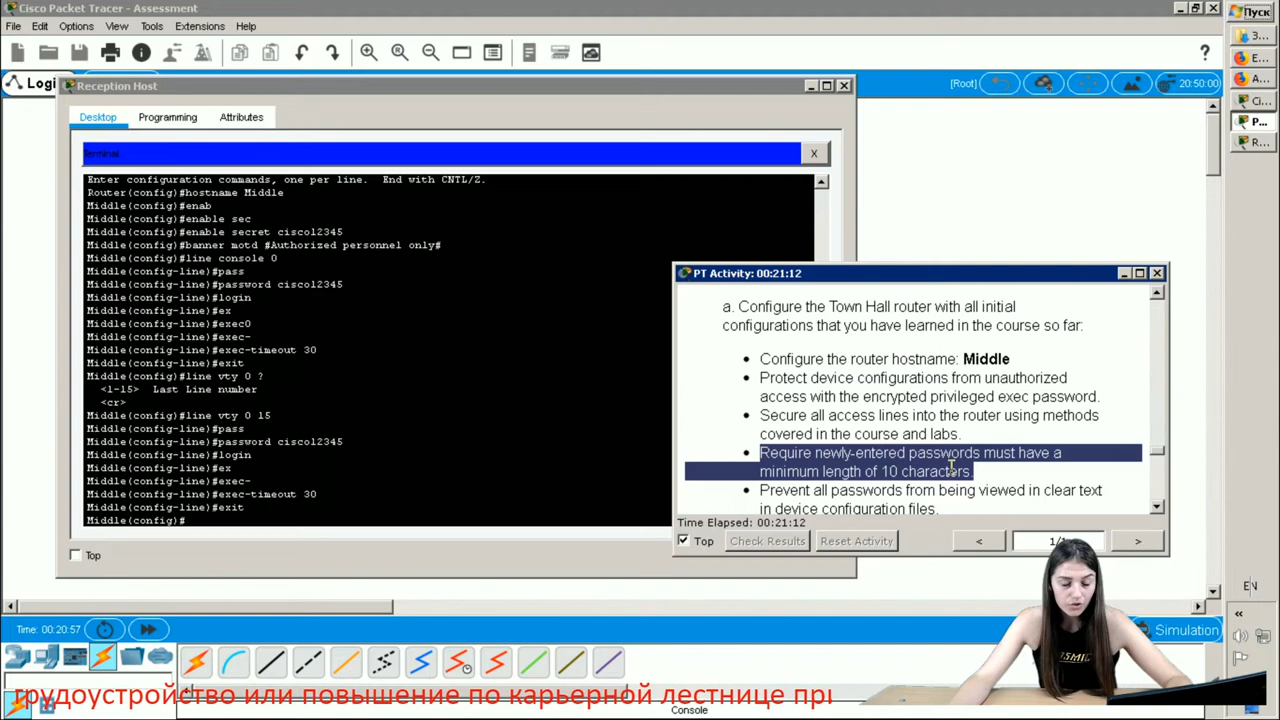 Cisco Packet Tracer - Assessment
File Edit Options View Tools Extensions Help
Logi
[Root]
20:50:00
Reception Host
Desktop Programming Attributes
Terminal
X
Enter configuration commands, one per line. End with CNTL/Z.
Router(config)#hostname Middle
Middle(config)#enab
Middle(config)#enable sec
Middle(config)#enable secret cisco12345
Middle(config)#banner motd #Authorized personnel only#
Middle(config)#line console 0
Middle(config-line)#pass
Middle(config-line)#password cisco12345
Middle(config-line)#login
Middle(config-line)#ex
Middle(config-line)#exec0
Middle(config-line)#exec-
Middle(config-line)#exec-timeout 30
Middle(config-line)#exit
Middle(config)#line vty 0 ?
<1-15> Last Line number
<cr>
Middle(config)#line vty 0 15
Middle(config-line)#pass
Middle(config-line)#password cisco12345
Middle(config-line)#login
Middle(config-line)#ex
Middle(config-line)#exec-
Middle(config-line)#exec-timeout 30
Middle(config-line)#exit
Middle(config)#
Top
PT Activity: 00:21:12
a. Configure the Town Hall router with all initial
configurations that you have learned in the course so far:
• Configure the router hostname: Middle
• Protect device configurations from unauthorized
access with the encrypted privileged exec password.
• Secure all access lines into the router using methods
covered in the course and labs.
• Require newly-entered passwords must have a
minimum length of 10 characters.
• Prevent all passwords from being viewed in clear text
in device configuration files.
Time Elapsed: 00:21:12
Top Check Results Reset Activity < 1/1 >
Time: 00:20:57
Simulation
Console
трудоустройство или повышение по карьерной лестнице при
Пуск
З...
E...
A...
Ci...
P...
R...
EN
«